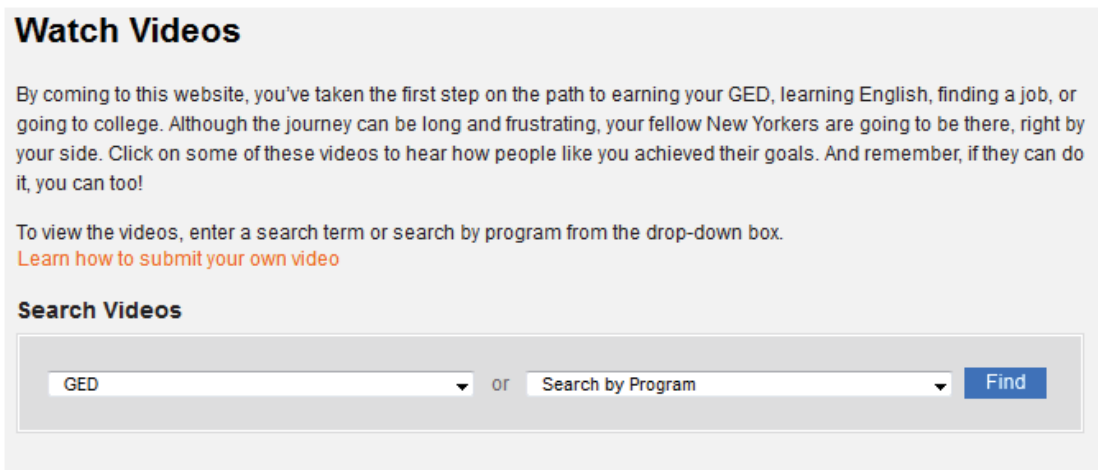 Watch Videos
By coming to this website, you've taken the first step on the path to earning your GED, learning English, finding a job, or
going to college. Although the journey can be long and frustrating, your fellow New Yorkers are going to be there, right by
your side. Click on some of these videos to hear how people like you achieved their goals. And remember, if they can do
it, you can too!
To view the videos, enter a search term or search by program from the drop-down box.
Learn how to submit your own video
Search Videos
GED or Search by Program Find